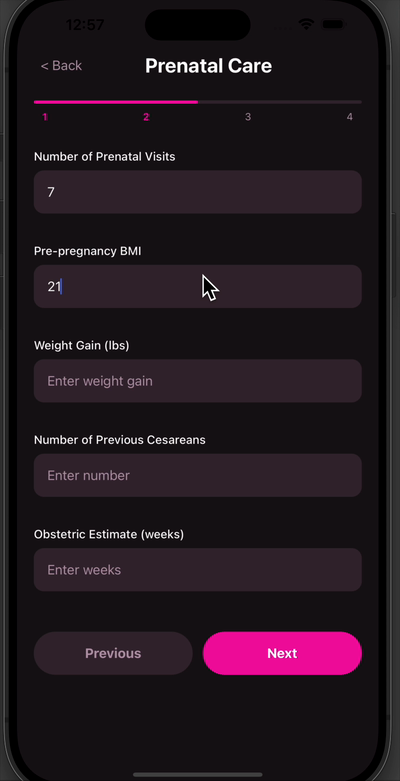 12:57
< Back
Prenatal Care
1 2 3 4
Number of Prenatal Visits
7
Pre-pregnancy BMI
21
Weight Gain (lbs)
Enter weight gain
Number of Previous Cesareans
Enter number
Obstetric Estimate (weeks)
Enter weeks
Previous
Next